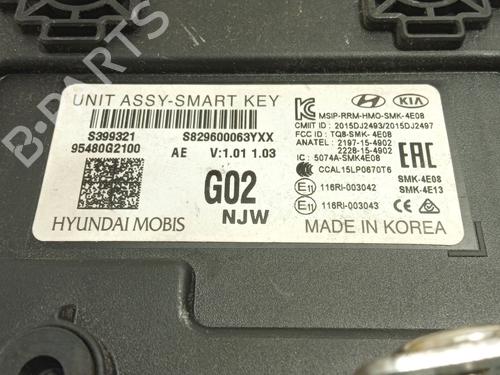 UNIT ASSY-SMART KEY
HYUNDAI KIA
MSIP-RRM-HMO-SMK-4E08
CMIIT ID : 2015DJ2493/2015DJ2497
FCC ID : TQ8-SMK- 4E08
ANATEL : 2197-15-4902
2228-15-4902
IC : 5074A-SMK4E08
CCAL15LP0670T6
S399321 S829600063YXX
95480G2100 AE V:1.01 1.03
G02
NJW
EAC
SMK-4E08
SMK-4E13
E11 116RI-003042
E11 116RI-003043
CE
HYUNDAI MOBIS
MADE IN KOREA
B-PARTS